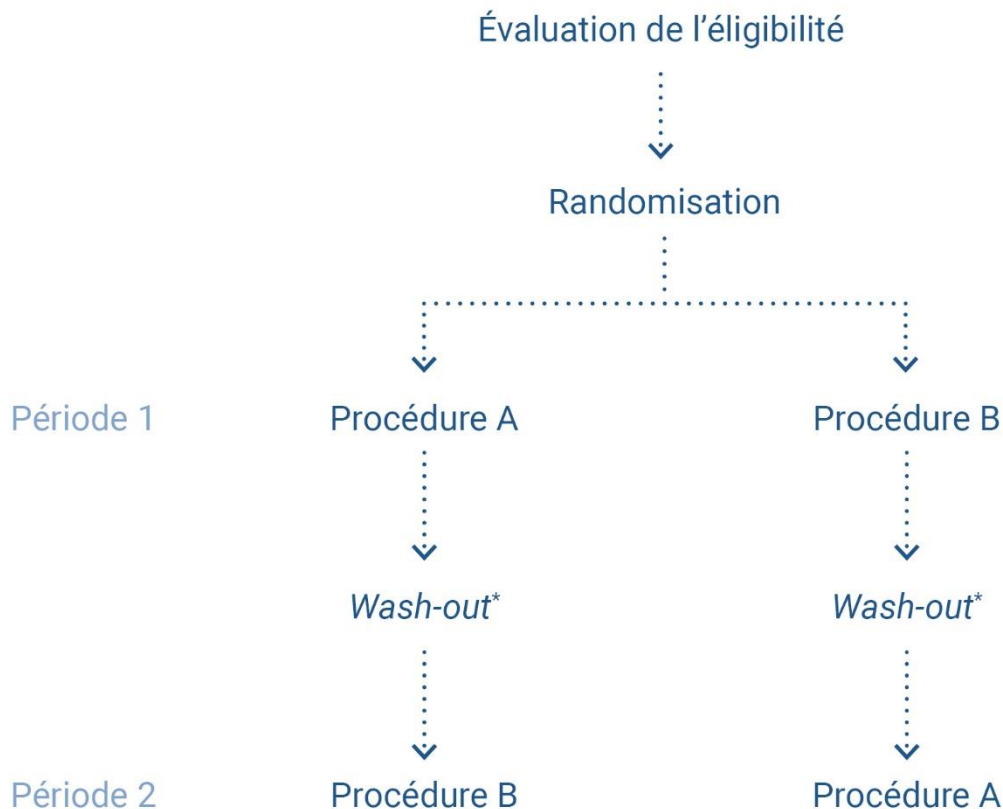 Évaluation de l’éligibilité
Randomisation
Période 1 Procédure A Procédure B
Wash-out* Wash-out*
Période 2 Procédure B Procédure A